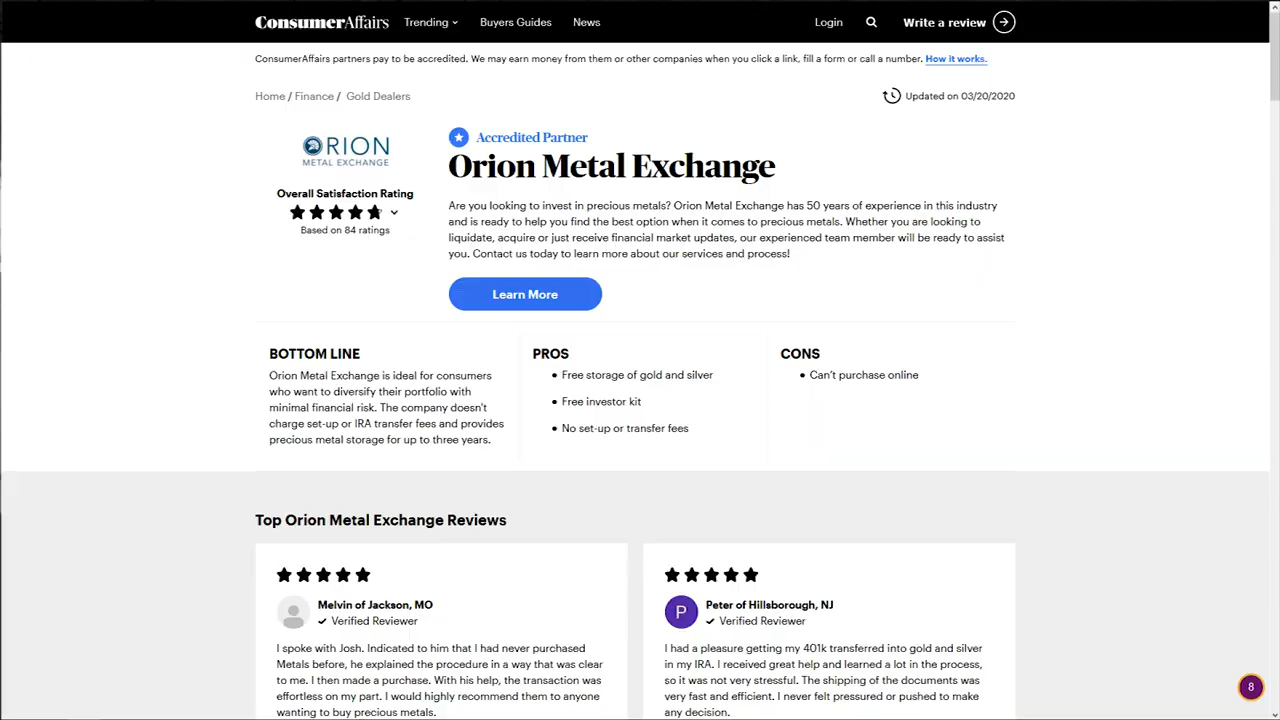 ConsumerAffairs Trending Buyers Guides News Login Write a review
ConsumerAffairs partners pay to be accredited. We may earn money from them or other companies when you click a link, fill a form or call a number. How it works.
Home / Finance / Gold Dealers
Updated on 03/20/2020
ORION
METAL EXCHANGE
Overall Satisfaction Rating
Based on 84 ratings
Accredited Partner
Orion Metal Exchange
Are you looking to invest in precious metals? Orion Metal Exchange has 50 years of experience in this industry
and is ready to help you find the best option when it comes to precious metals. Whether you are looking to
liquidate, acquire or just receive financial market updates, our experienced team member will be ready to assist
you. Contact us today to learn more about our services and process!
Learn More
BOTTOM LINE
Orion Metal Exchange is ideal for consumers
who want to diversify their portfolio with
minimal financial risk. The company doesn't
charge set-up or IRA transfer fees and provides
precious metal storage for up to three years.
PROS
• Free storage of gold and silver
• Free investor kit
• No set-up or transfer fees
CONS
• Can't purchase online
Top Orion Metal Exchange Reviews
Melvin of Jackson, MO
Verified Reviewer
I spoke with Josh. Indicated to him that I had never purchased
Metals before, he explained the procedure in a way that was clear
to me. I then made a purchase. With his help, the transaction was
effortless on my part. I would highly recommend them to anyone
wanting to buy precious metals.
P
Peter of Hillsborough, NJ
Verified Reviewer
I had a pleasure getting my 401k transferred into gold and silver
in my IRA. I received great help and learned a lot in the process,
so it was not very stressful. The shipping of the documents was
very fast and efficient. I never felt pressured or pushed to make
any decision.
8